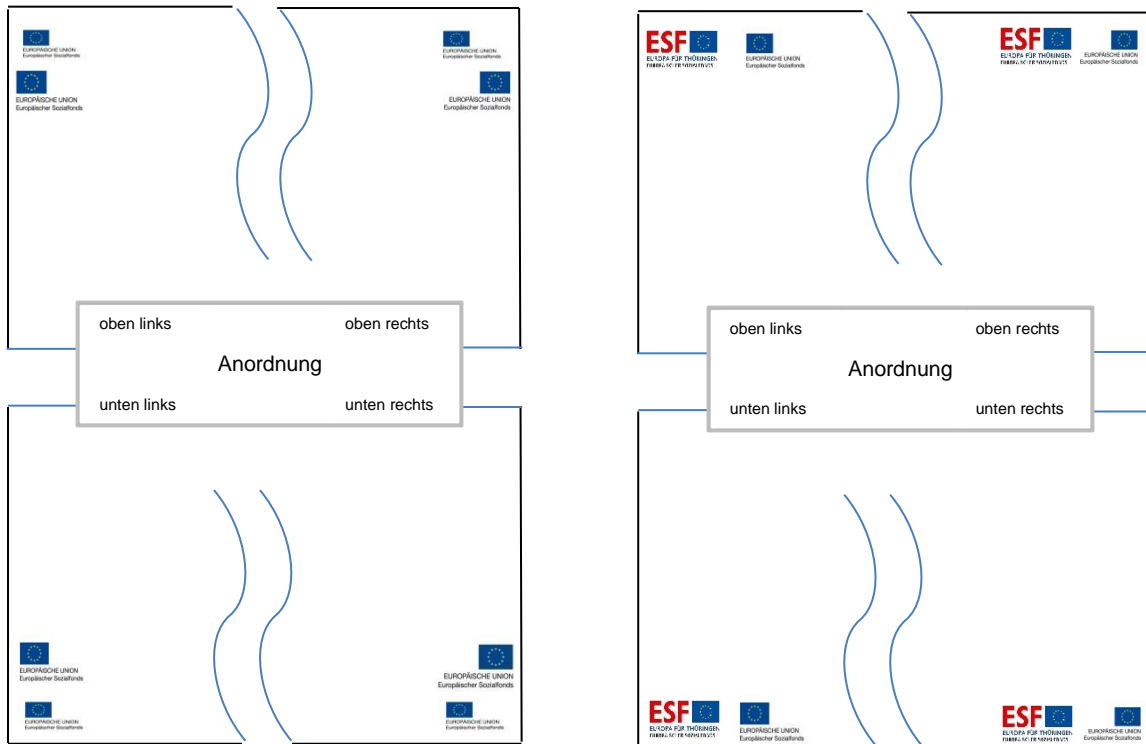 EUROPÄISCHE UNION
Europäischer Sozialfonds
EUROPÄISCHE UNION
Europäischer Sozialfonds
EUROPÄISCHE UNION
Europäischer Sozialfonds
EUROPÄISCHE UNION
Europäischer Sozialfonds
oben links oben rechts
Anordnung
unten links unten rechts
EUROPÄISCHE UNION
Europäischer Sozialfonds
EUROPÄISCHE UNION
Europäischer Sozialfonds
EUROPÄISCHE UNION
Europäischer Sozialfonds
EUROPÄISCHE UNION
Europäischer Sozialfonds
ESF
EUROPA FÜR THÜRINGEN
EUROPÄISCHE UNION
Europäischer Sozialfonds
ESF
EUROPA FÜR THÜRINGEN
EUROPÄISCHE UNION
Europäischer Sozialfonds
oben links oben rechts
Anordnung
unten links unten rechts
ESF
EUROPA FÜR THÜRINGEN
EUROPÄISCHE UNION
Europäischer Sozialfonds
ESF
EUROPA FÜR THÜRINGEN
EUROPÄISCHE UNION
Europäischer Sozialfonds